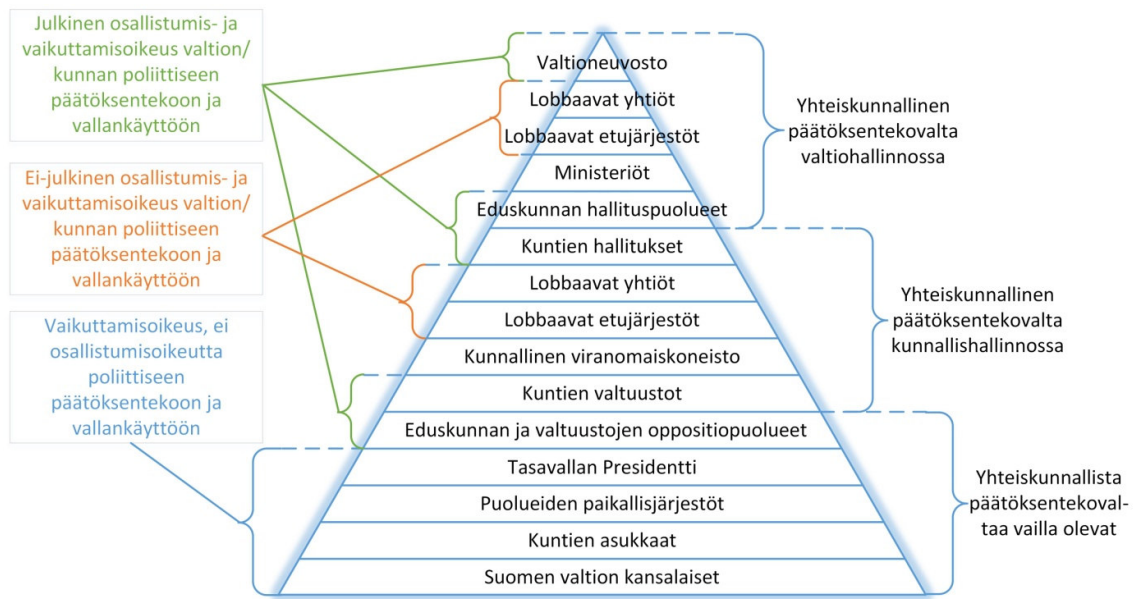 Julkinen osallistumis- ja
vaikuttamisoikeus valtion/
kunnan poliittiseen
päätöksentekoon ja
vallankäyttöön
Ei-julkinen osallistumis- ja
vaikuttamisoikeus valtion/
kunnan poliittiseen
päätöksentekoon ja
vallankäyttöön
Vaikuttamisoikeus, ei
osallistumisoikeutta
poliittiseen
päätöksentekoon ja
vallankäyttöön
Valtioneuvosto
Lobbaavat yhtiöt
Lobbaavat etujärjestöt
Ministeriöt
Eduskunnan hallituspuolueet
Kuntien hallitukset
Lobbaavat yhtiöt
Lobbaavat etujärjestöt
Kunnallinen viranomaiskoneisto
Kuntien valtuustot
Eduskunnan ja valtuustojen oppositiopuolueet
Tasavallan Presidentti
Puolueiden paikallisjärjestöt
Kuntien asukkaat
Suomen valtion kansalaiset
Yhteiskunnallinen
päätöksentekovalta
valtiohallinnossa
Yhteiskunnallinen
päätöksentekovalta
kunnallishallinnossa
Yhteiskunnallista
päätöksentekoval-
taa vailla olevat